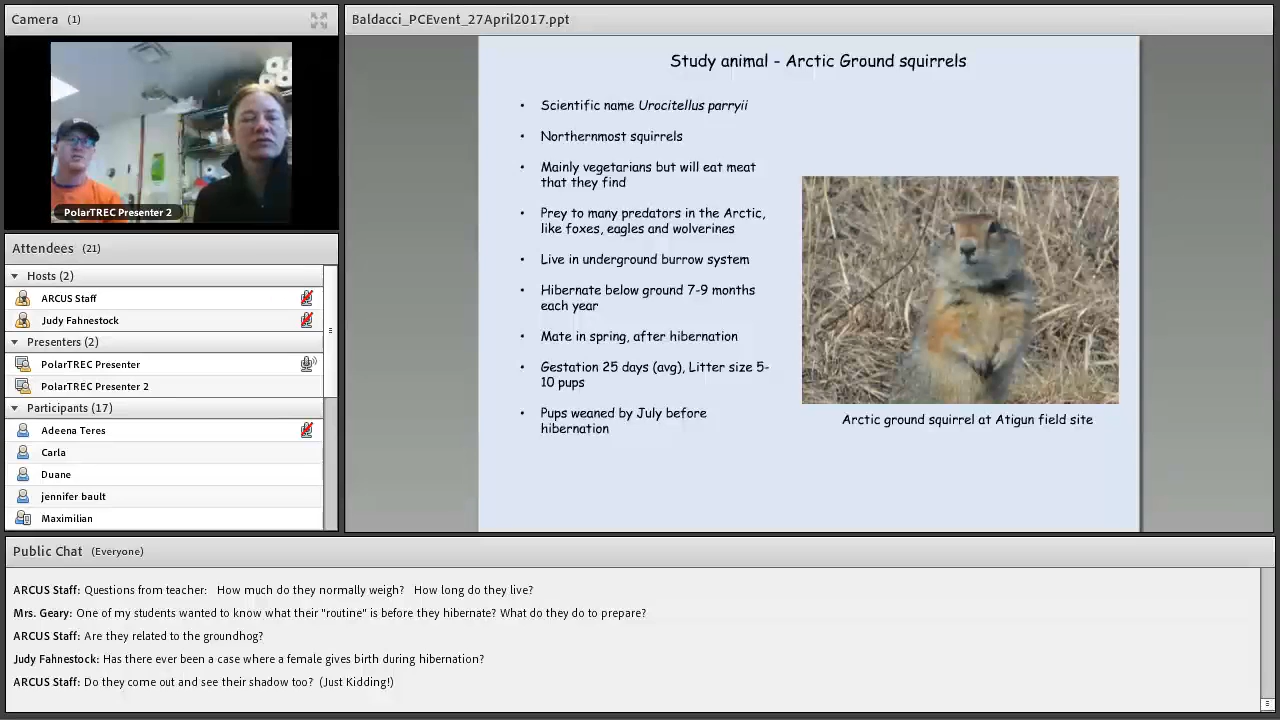 Camera (1)
PolarTREC Presenter 2
Attendees (21)
Hosts (2)
ARCUS Staff
Judy Fahnestock
Presenters (2)
PolarTREC Presenter
PolarTREC Presenter 2
Participants (17)
Adeena Teres
Carla
Duane
jennifer bault
Maximilian
Baldacci_PCEvent_27April2017.ppt
Study animal - Arctic Ground squirrels
• Scientific name Urocitellus parryii
• Northernmost squirrels
• Mainly vegetarians but will eat meat
that they find
• Prey to many predators in the Arctic,
like foxes, eagles and wolverines
• Live in underground burrow system
• Hibernate below ground 7-9 months
each year
• Mate in spring, after hibernation
• Gestation 25 days (avg), Litter size 5-
10 pups
• Pups weaned by July before
hibernation
Arctic ground squirrel at Atigun field site
Public Chat (Everyone)
ARCUS Staff: Questions from teacher: How much do they normally weigh? How long do they live?
Mrs. Geary: One of my students wanted to know what their "routine" is before they hibernate? What do they do to prepare?
ARCUS Staff: Are they related to the groundhog?
Judy Fahnestock: Has there ever been a case where a female gives birth during hibernation?
ARCUS Staff: Do they come out and see their shadow too? (Just Kidding!)